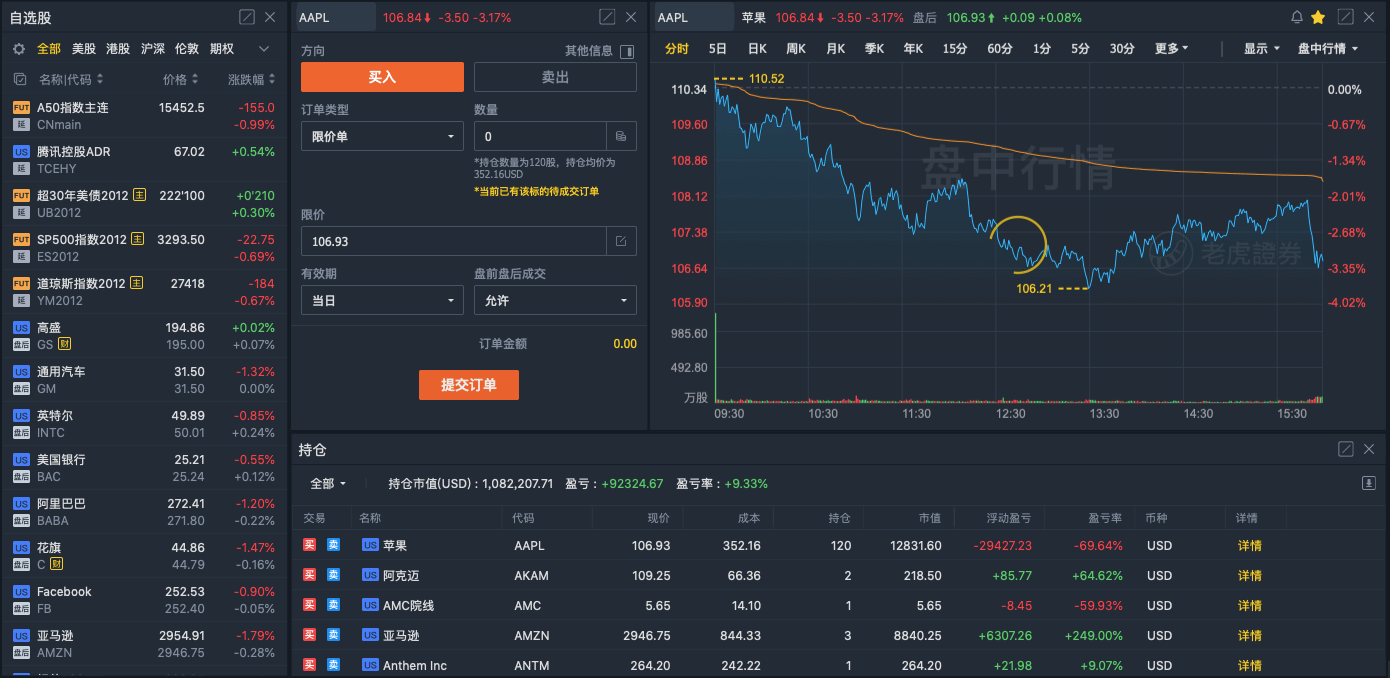 自选股
全部 美股 港股 沪深 伦敦 期权
名称|代码 价格 涨跌幅
FUT A50指数主连 15452.5 -155.0
延 CNmain -0.99%
US 腾讯控股ADR 67.02 +0.54%
延 TCEHY
FUT 超30年美债2012 主 222'100 +0'210
延 UB2012 +0.30%
FUT SP500指数2012 主 3293.50 -22.75
延 ES2012 -0.69%
FUT 道琼斯指数2012 主 27418 -184
延 YM2012 -0.67%
US 高盛 194.86 +0.02%
盘后 GS 财 195.00 +0.07%
US 通用汽车 31.50 -1.32%
盘后 GM 31.50 0.00%
US 英特尔 49.89 -0.85%
盘后 INTC 50.01 +0.24%
US 美国银行 25.21 -0.55%
盘后 BAC 25.24 +0.12%
US 阿里巴巴 272.41 -1.20%
盘后 BABA 271.80 -0.22%
US 花旗 44.86 -1.47%
盘后 C 财 44.79 -0.16%
US Facebook 252.53 -0.90%
盘后 FB 252.40 -0.05%
US 亚马逊 2954.91 -1.79%
盘后 AMZN 2946.75 -0.28%
AAPL 106.84 -3.50 -3.17%
方向 其他信息
买入 卖出
订单类型 数量
限价单 0
*持仓数量为120股，持仓均价为
352.16USD
*当前已有该标的待成交订单
限价
106.93
有效期 盘前盘后成交
当日 允许
订单金额 0.00
提交订单
AAPL 苹果 106.84 -3.50 -3.17% 盘后 106.93 +0.09 +0.08%
分时 5日 日K 周K 月K 季K 年K 15分 60分 1分 5分 30分 更多 显示 盘中行情
110.52
110.34 0.00%
109.60 -0.67%
108.86 -1.34%
盘中行情
108.12 -2.01%
107.38 -2.68%
老虎證券
106.64 -3.35%
106.21
105.90 -4.02%
985.60
492.80
万股
09:30 10:30 11:30 12:30 13:30 14:30 15:30
持仓
全部 持仓市值(USD)：1,082,207.71 盈亏：+92324.67 盈亏率：+9.33%
交易 名称 代码 现价 成本 持仓 市值 浮动盈亏 盈亏率 币种 详情
买 卖 US 苹果 AAPL 106.93 352.16 120 12831.60 -29427.23 -69.64% USD 详情
买 卖 US 阿克迈 AKAM 109.25 66.36 2 218.50 +85.77 +64.62% USD 详情
买 卖 US AMC院线 AMC 5.65 14.10 1 5.65 -8.45 -59.93% USD 详情
买 卖 US 亚马逊 AMZN 2946.75 844.33 3 8840.25 +6307.26 +249.00% USD 详情
买 卖 US Anthem Inc ANTM 264.20 242.22 1 264.20 +21.98 +9.07% USD 详情